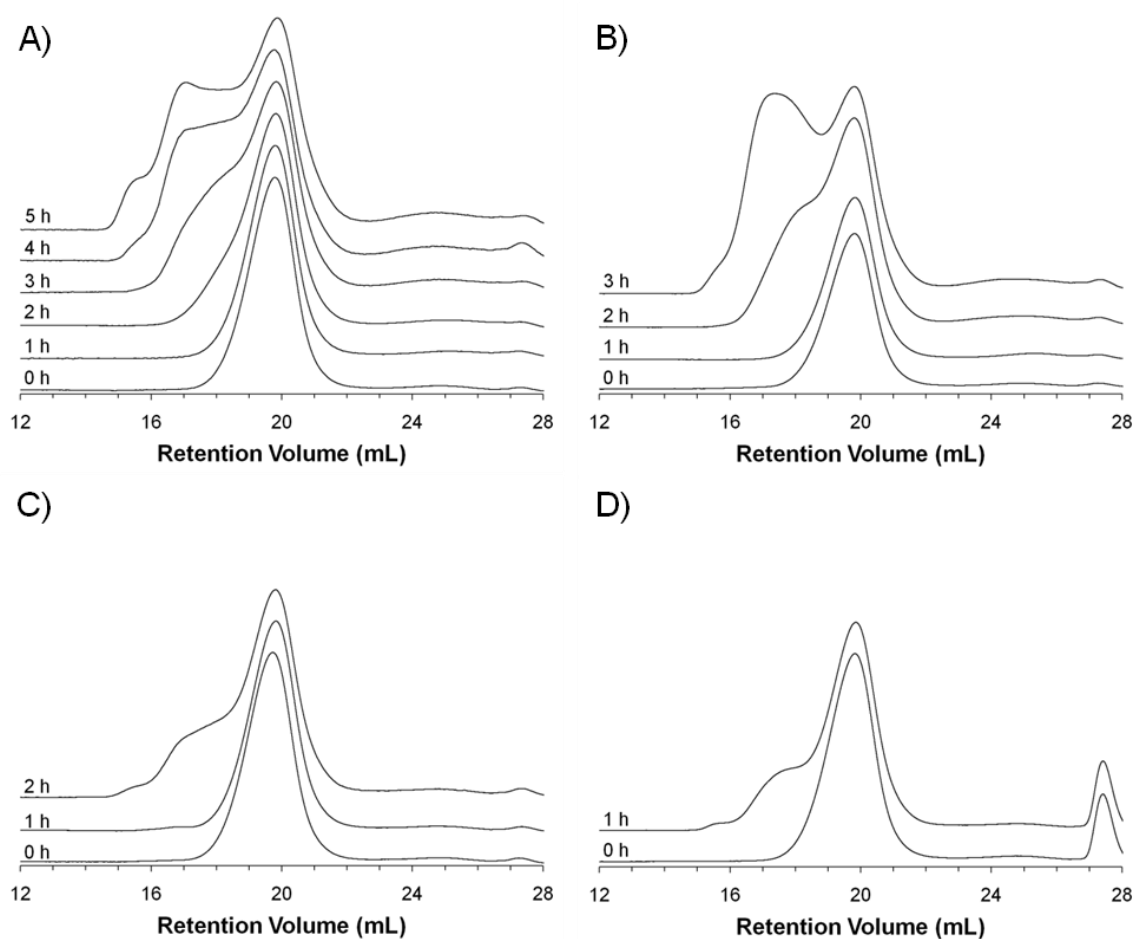 A)
5 h
4 h
3 h
2 h
1 h
0 h
12 16 20 24 28
Retention Volume (mL)
B)
3 h
2 h
1 h
0 h
12 16 20 24 28
Retention Volume (mL)
C)
2 h
1 h
0 h
12 16 20 24 28
Retention Volume (mL)
D)
1 h
0 h
12 16 20 24 28
Retention Volume (mL)